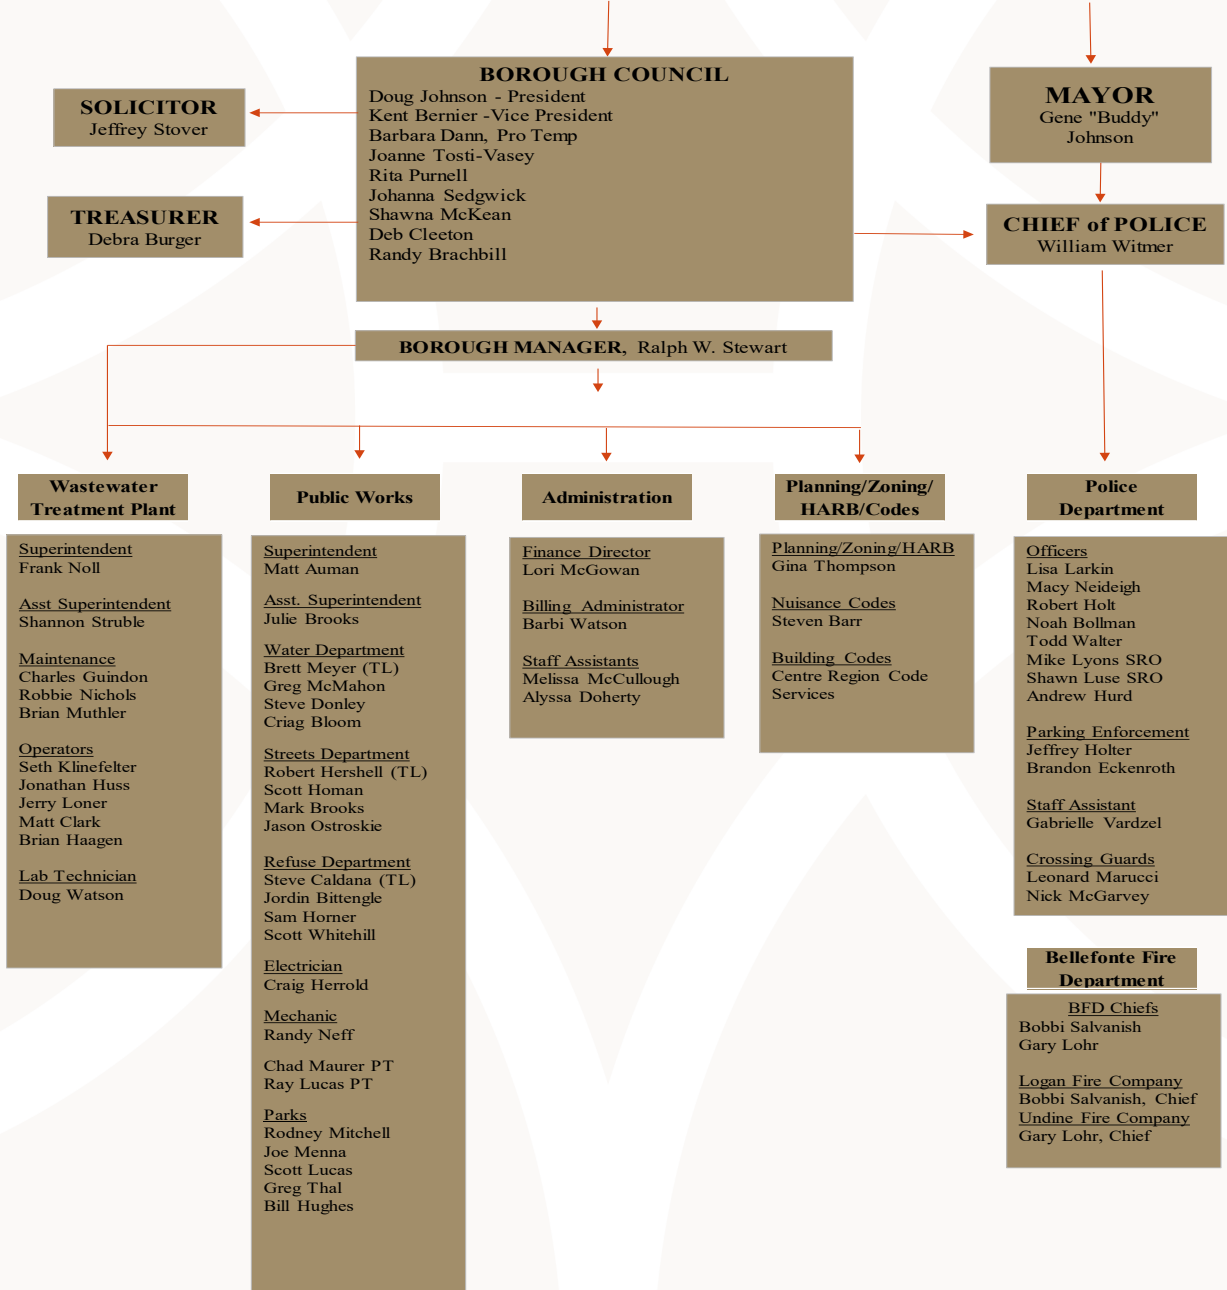 BOROUGH COUNCIL
Doug Johnson - President
Kent Bernier -Vice President
Barbara Dann, Pro Temp
Joanne Tosti-Vasey
Rita Purnell
Johanna Sedgwick
Shawna McKean
Deb Cleeton
Randy Brachbill
SOLICITOR
Jeffrey Stover
TREASURER
Debra Burger
MAYOR
Gene "Buddy"
Johnson
CHIEF of POLICE
William Witmer
BOROUGH MANAGER, Ralph W. Stewart
Wastewater
Treatment Plant
Superintendent
Frank Noll
Asst Superintendent
Shannon Struble
Maintenance
Charles Guindon
Robbie Nichols
Brian Muthler
Operators
Seth Klinefelter
Jonathan Huss
Jerry Loner
Matt Clark
Brian Haagen
Lab Technician
Doug Watson
Public Works
Superintendent
Matt Auman
Asst. Superintendent
Julie Brooks
Water Department
Brett Meyer (TL)
Greg McMahon
Steve Donley
Criag Bloom
Streets Department
Robert Hershell (TL)
Scott Homan
Mark Brooks
Jason Ostroskie
Refuse Department
Steve Caldana (TL)
Jordin Bittengle
Sam Horner
Scott Whitehill
Electrician
Craig Herrold
Mechanic
Randy Neff
Chad Maurer PT
Ray Lucas PT
Parks
Rodney Mitchell
Joe Menna
Scott Lucas
Greg Thal
Bill Hughes
Administration
Finance Director
Lori McGowan
Billing Administrator
Barbi Watson
Staff Assistants
Melissa McCullough
Alyssa Doherty
Planning/Zoning/
HARB/Codes
Planning/Zoning/HARB
Gina Thompson
Nuisance Codes
Steven Barr
Building Codes
Centre Region Code
Services
Police
Department
Officers
Lisa Larkin
Macy Neideigh
Robert Holt
Noah Bollman
Todd Walter
Mike Lyons SRO
Shawn Luse SRO
Andrew Hurd
Parking Enforcement
Jeffrey Holter
Brandon Eckenroth
Staff Assistant
Gabrielle Vardzel
Crossing Guards
Leonard Marucci
Nick McGarvey
Bellefonte Fire
Department
BFD Chiefs
Bobbi Salvanish
Gary Lohr
Logan Fire Company
Bobbi Salvanish, Chief
Undine Fire Company
Gary Lohr, Chief